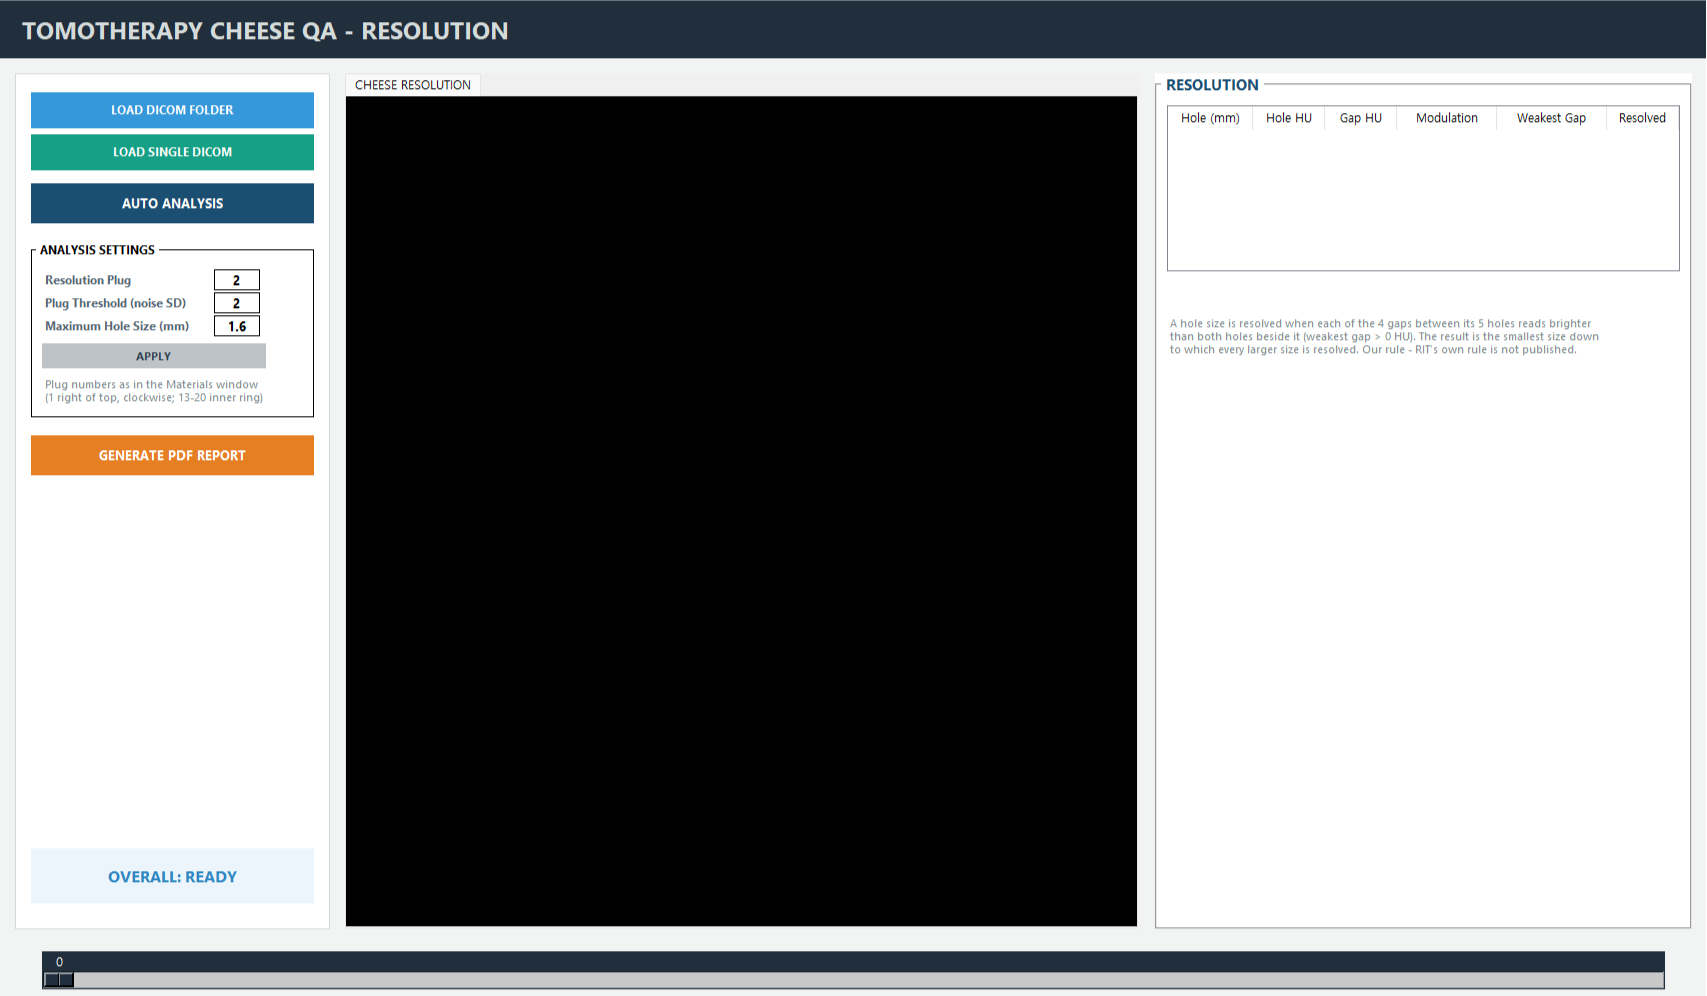 TOMOTHERAPY CHEESE QA - RESOLUTION
LOAD DICOM FOLDER
LOAD SINGLE DICOM
AUTO ANALYSIS
ANALYSIS SETTINGS
Resolution Plug 2
Plug Threshold (noise SD) 2
Maximum Hole Size (mm) 1.6
APPLY
Plug numbers as in the Materials window
(1 right of top, clockwise; 13-20 inner ring)
GENERATE PDF REPORT
OVERALL: READY
CHEESE RESOLUTION
RESOLUTION
Hole (mm) Hole HU Gap HU Modulation Weakest Gap Resolved
A hole size is resolved when each of the 4 gaps between its 5 holes reads brighter
than both holes beside it (weakest gap > 0 HU). The result is the smallest size down
to which every larger size is resolved. Our rule - RIT's own rule is not published.
0